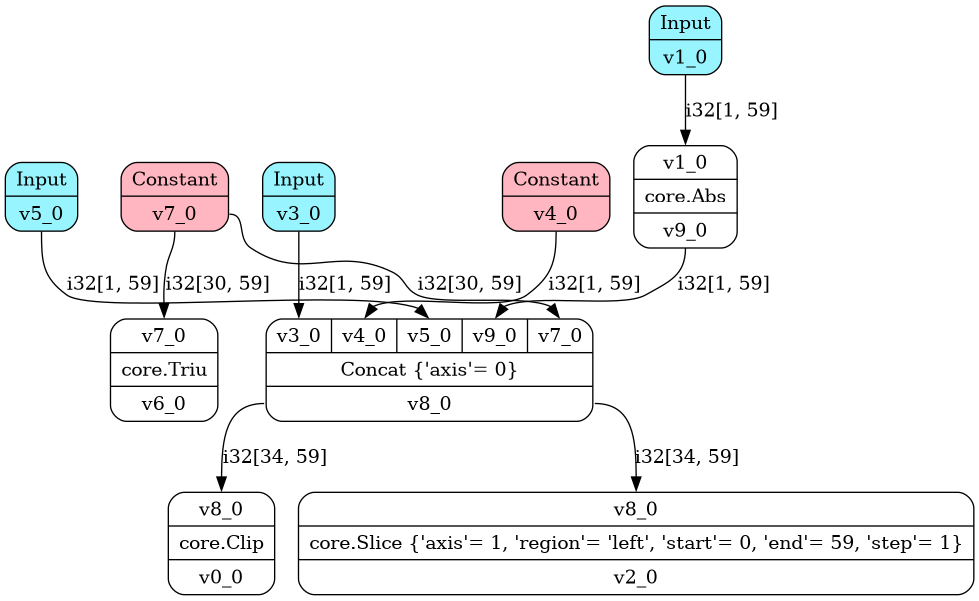 Input
v1_0
i32[1, 59]
v1_0
core.Abs
v9_0
Input
v5_0
Constant
v7_0
Input
v3_0
Constant
v4_0
i32[1, 59]
i32[30, 59]
i32[1, 59]
i32[30, 59]
i32[1, 59]
i32[1, 59]
v7_0
core.Triu
v6_0
v3_0 v4_0 v5_0 v9_0 v7_0
Concat {'axis'= 0}
v8_0
i32[34, 59]
i32[34, 59]
v8_0
core.Clip
v0_0
v8_0
core.Slice {'axis'= 1, 'region'= 'left', 'start'= 0, 'end'= 59, 'step'= 1}
v2_0